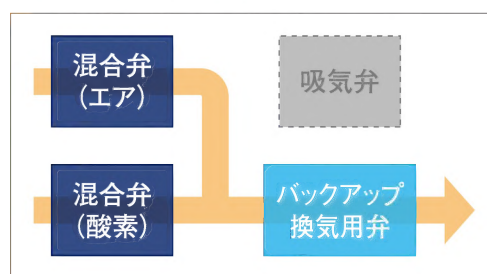 混合弁
(エア)
吸気弁
混合弁
(酸素)
バックアップ
換気用弁